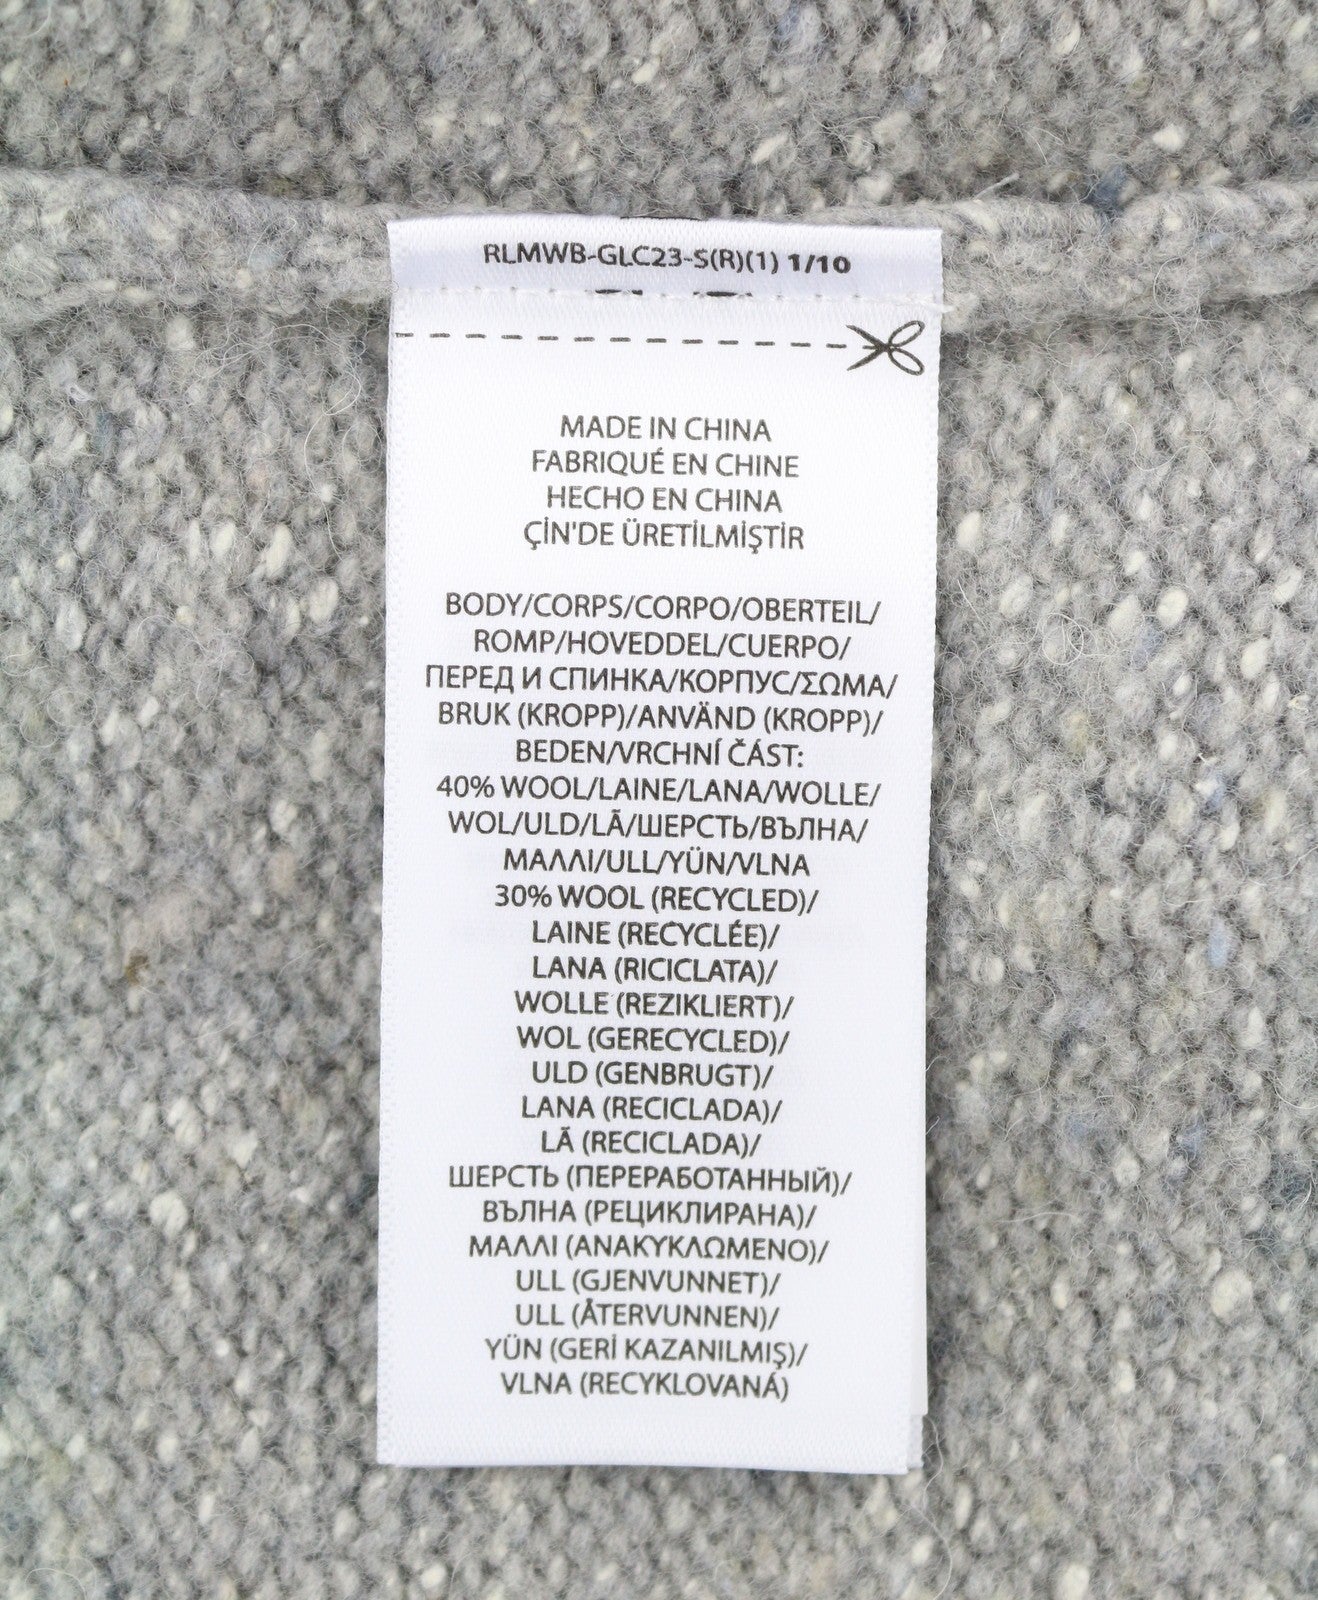 RLMWB-GLC23-S(R)(1) 1/10
MADE IN CHINA
FABRIQUÉ EN CHINE
HECHO EN CHINA
ÇİN'DE ÜRETİLMİŞTİR
BODY/CORPS/CORPO/OBERTEIL/
ROMP/HOVEDDEL/CUERPO/
ПЕРЕД И СПИНКА/КОРПУС/ΣΩΜΑ/
BRUK (KROPP)/ANVÄND (KROPP)/
BEDEN/VRCHNÍ ČÁST:
40% WOOL/LAINE/LANA/WOLLE/
WOL/ULD/LÃ/ШЕРСТЬ/ВЪЛНА/
ΜΑΛΛΙ/ULL/YÜN/VLNA
30% WOOL (RECYCLED)/
LAINE (RECYCLÉE)/
LANA (RICICLATA)/
WOLLE (REZIKLIERT)/
WOL (GERECYCLED)/
ULD (GENBRUGT)/
LANA (RECICLADA)/
LÃ (RECICLADA)/
ШЕРСТЬ (ПЕРЕРАБОТАННЫЙ)/
ВЪЛНА (РЕЦИКЛИРАНА)/
ΜΑΛΛΙ (ΑΝΑΚΥΚΛΩΜΕΝΟ)/
ULL (GJENVUNNET)/
ULL (ÅTERVUNNEN)/
YÜN (GERİ KAZANILMIŞ)/
VLNA (RECYKLOVANÁ)